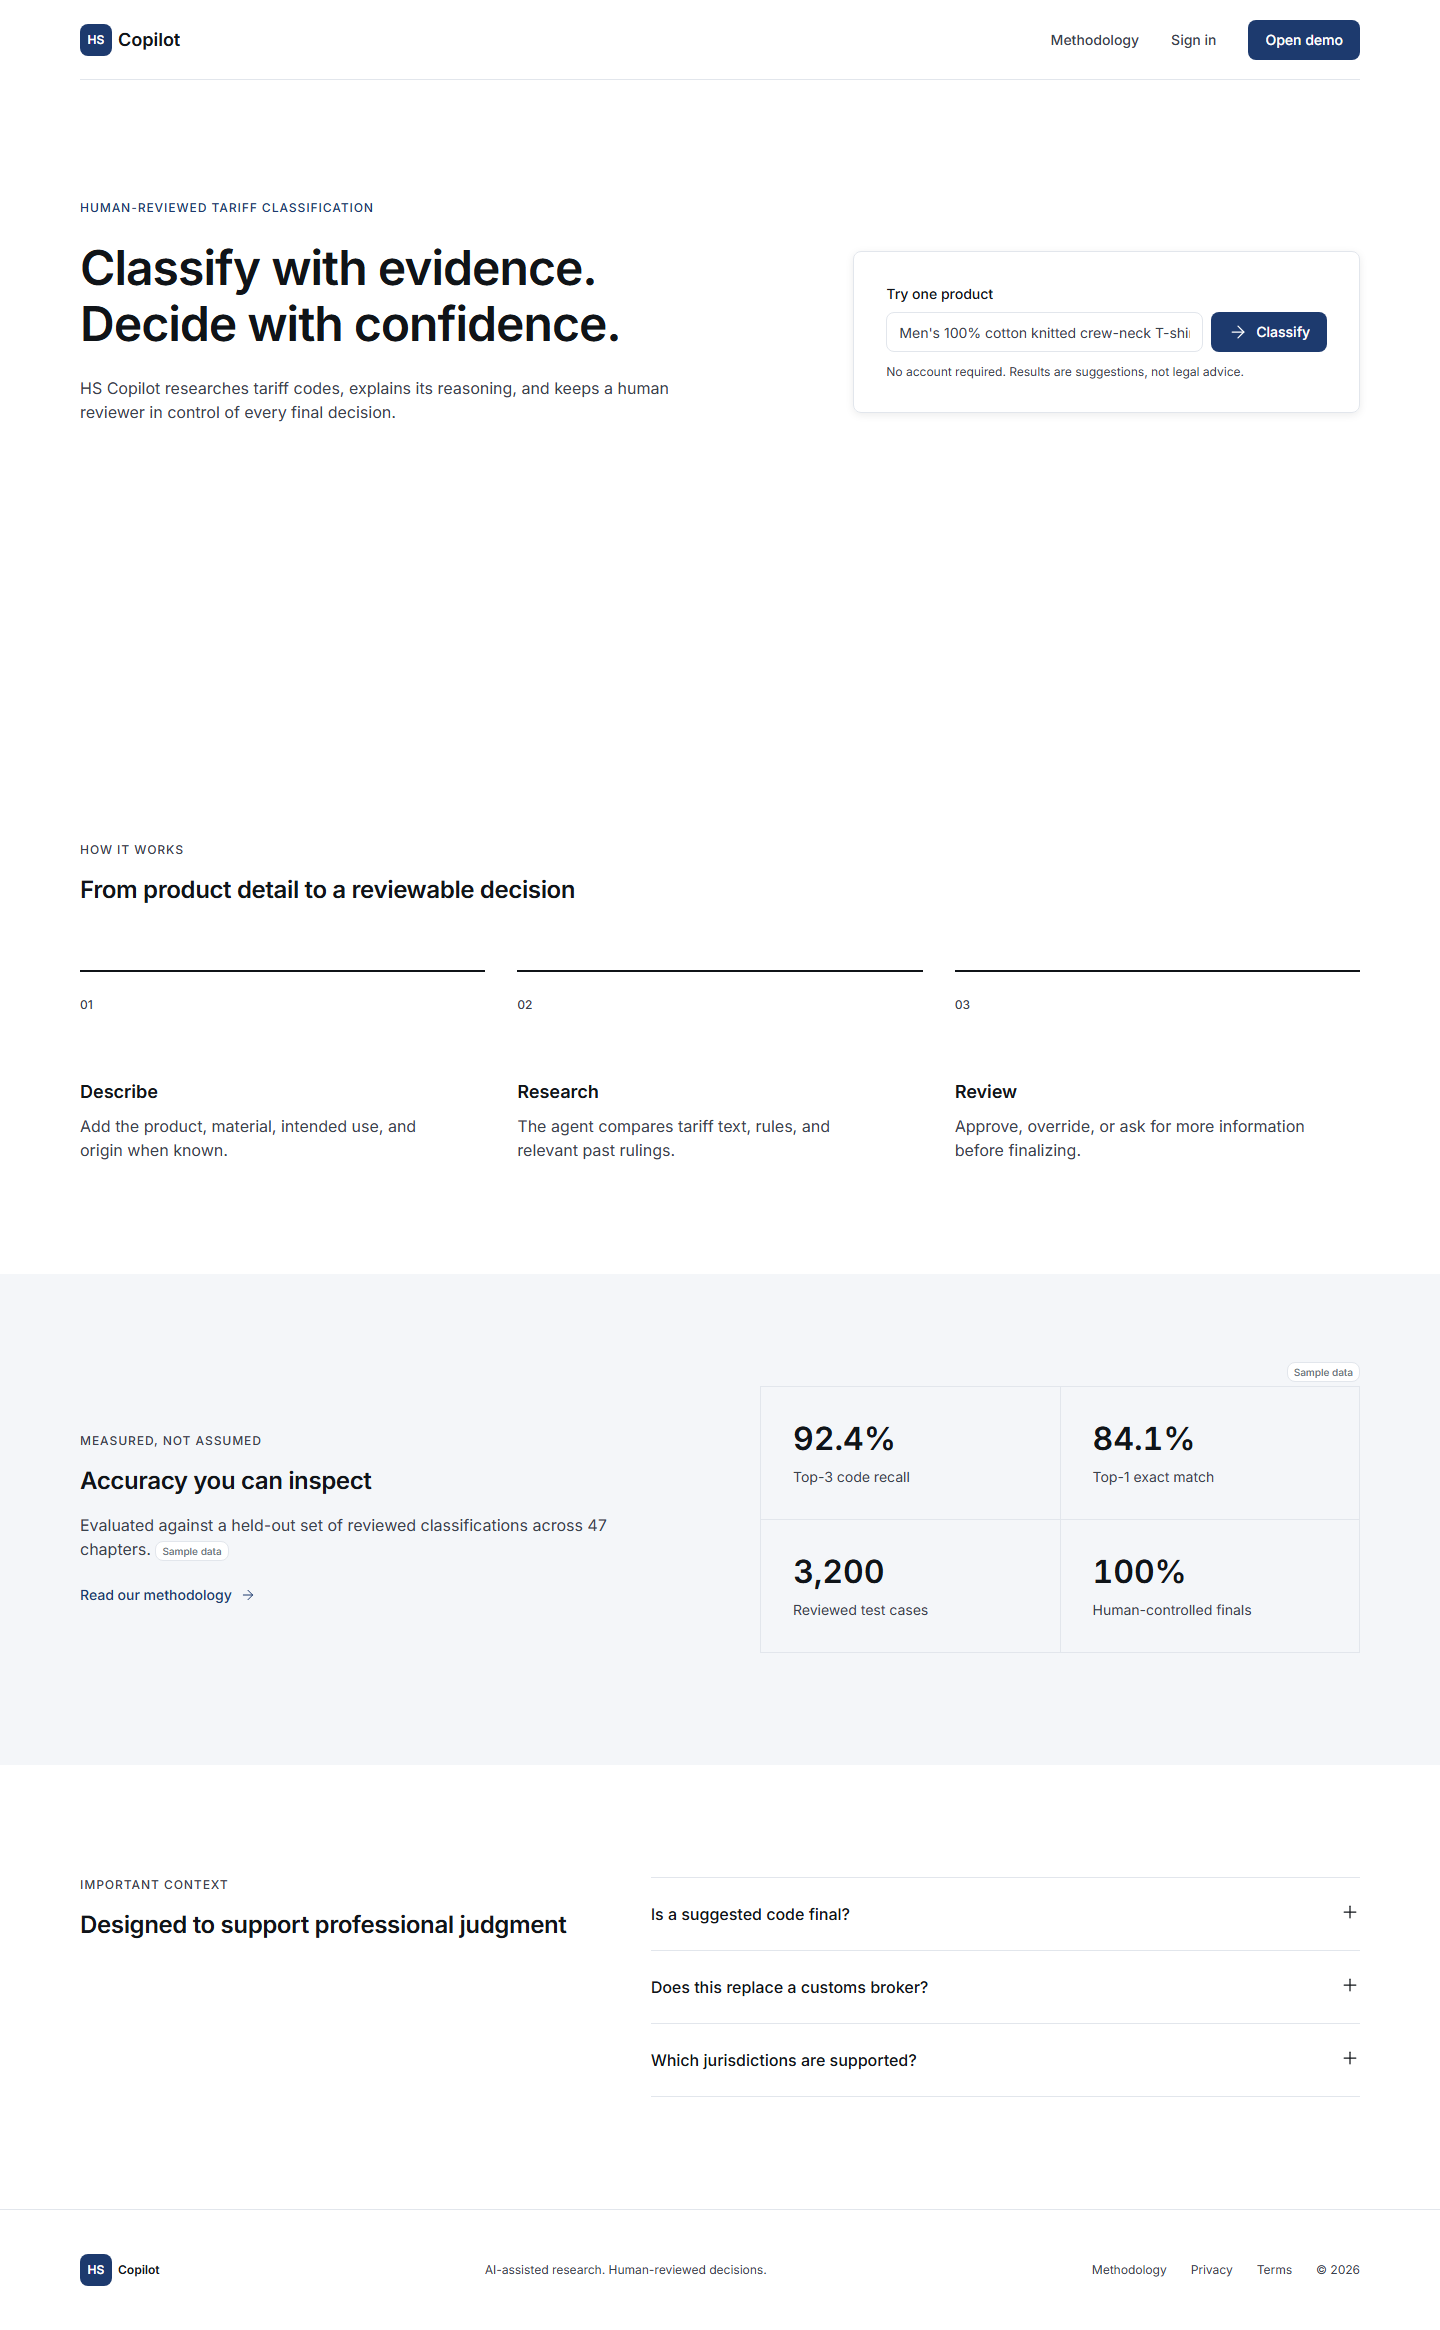 HS Copilot
Methodology
Sign in
Open demo
HUMAN-REVIEWED TARIFF CLASSIFICATION
Classify with evidence.
Decide with confidence.
HS Copilot researches tariff codes, explains its reasoning, and keeps a human
reviewer in control of every final decision.
Try one product
Men's 100% cotton knitted crew-neck T-shi
Classify
No account required. Results are suggestions, not legal advice.
HOW IT WORKS
From product detail to a reviewable decision
01
Describe
Add the product, material, intended use, and
origin when known.
02
Research
The agent compares tariff text, rules, and
relevant past rulings.
03
Review
Approve, override, or ask for more information
before finalizing.
MEASURED, NOT ASSUMED
Accuracy you can inspect
Evaluated against a held-out set of reviewed classifications across 47
chapters. Sample data
Read our methodology
Sample data
92.4%
Top-3 code recall
84.1%
Top-1 exact match
3,200
Reviewed test cases
100%
Human-controlled finals
IMPORTANT CONTEXT
Designed to support professional judgment
Is a suggested code final?
Does this replace a customs broker?
Which jurisdictions are supported?
HS Copilot
AI-assisted research. Human-reviewed decisions.
Methodology
Privacy
Terms
© 2026